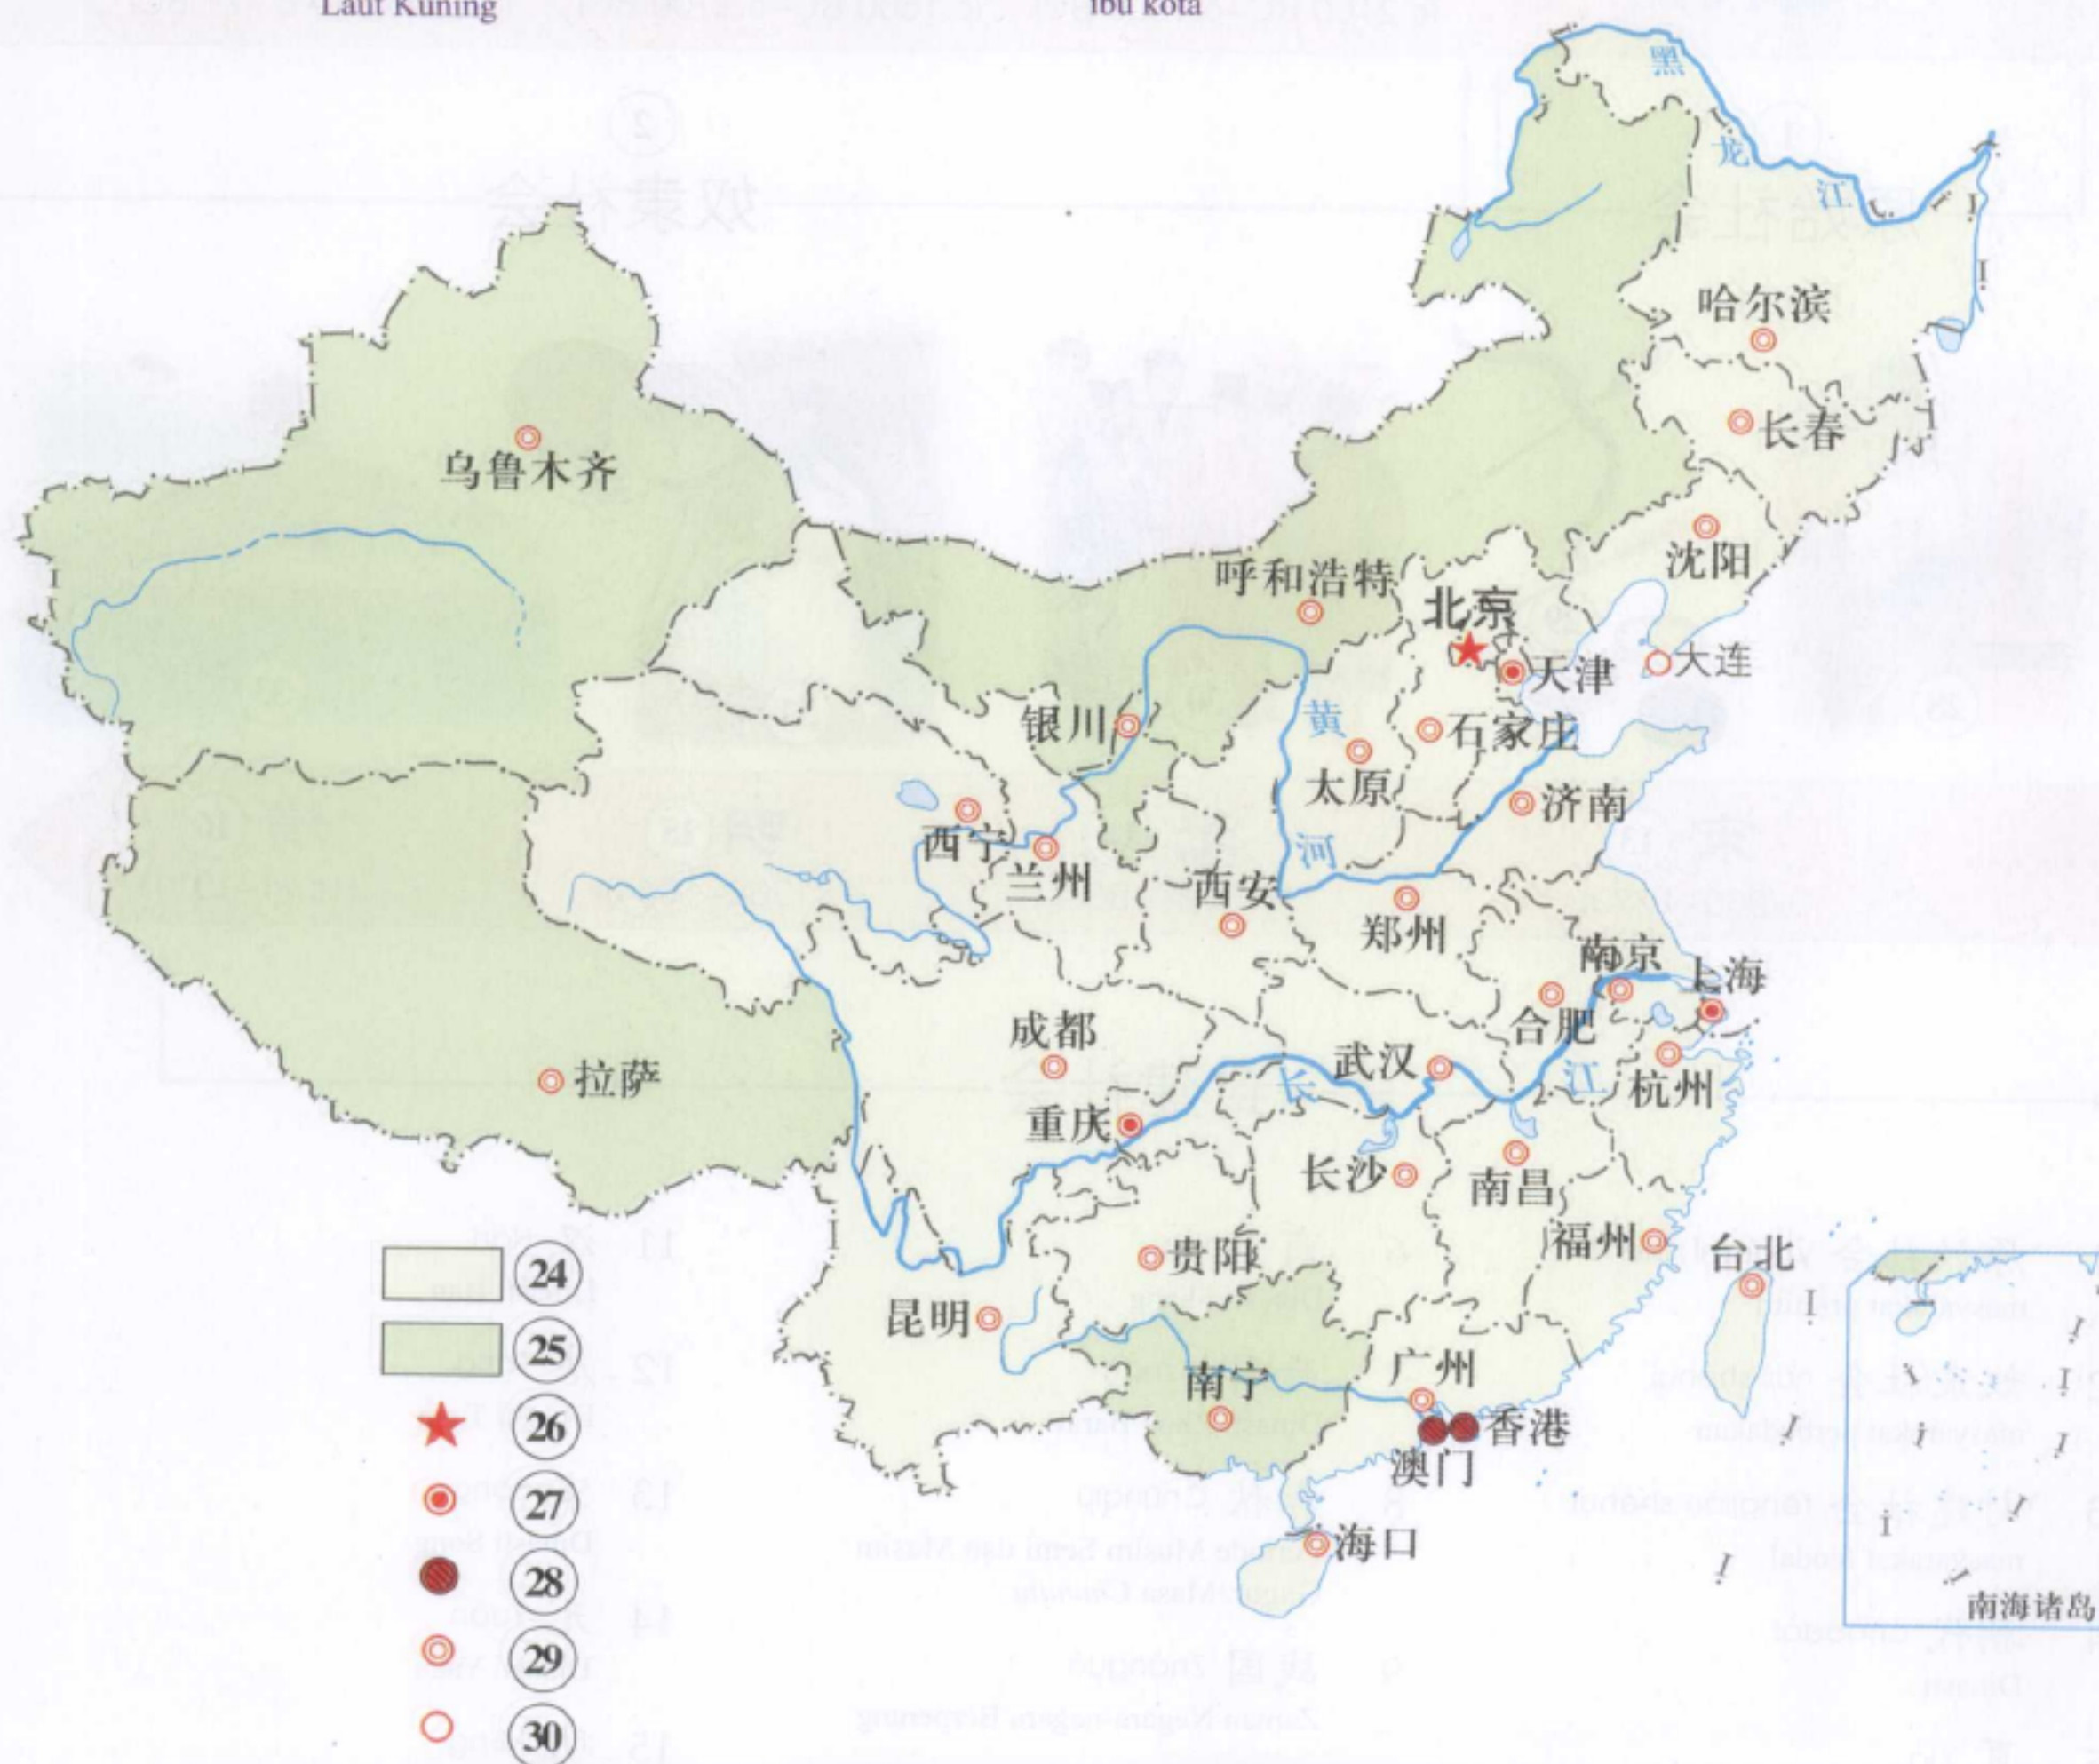 Laut Kuning
ibu kota
黑
龙
江
哈尔滨
长春
乌鲁木齐
沈阳
呼和浩特
北京
天津
大连
银川
黄
石家庄
太原
济南
西宁
河
兰州
西安
郑州
南京
上海
合肥
成都
武汉
长
江
杭州
拉萨
重庆
长沙
南昌
福州
台北
贵阳
昆明
广州
南宁
香港
澳门
海口
南海诸岛
24
25
26
27
28
29
30